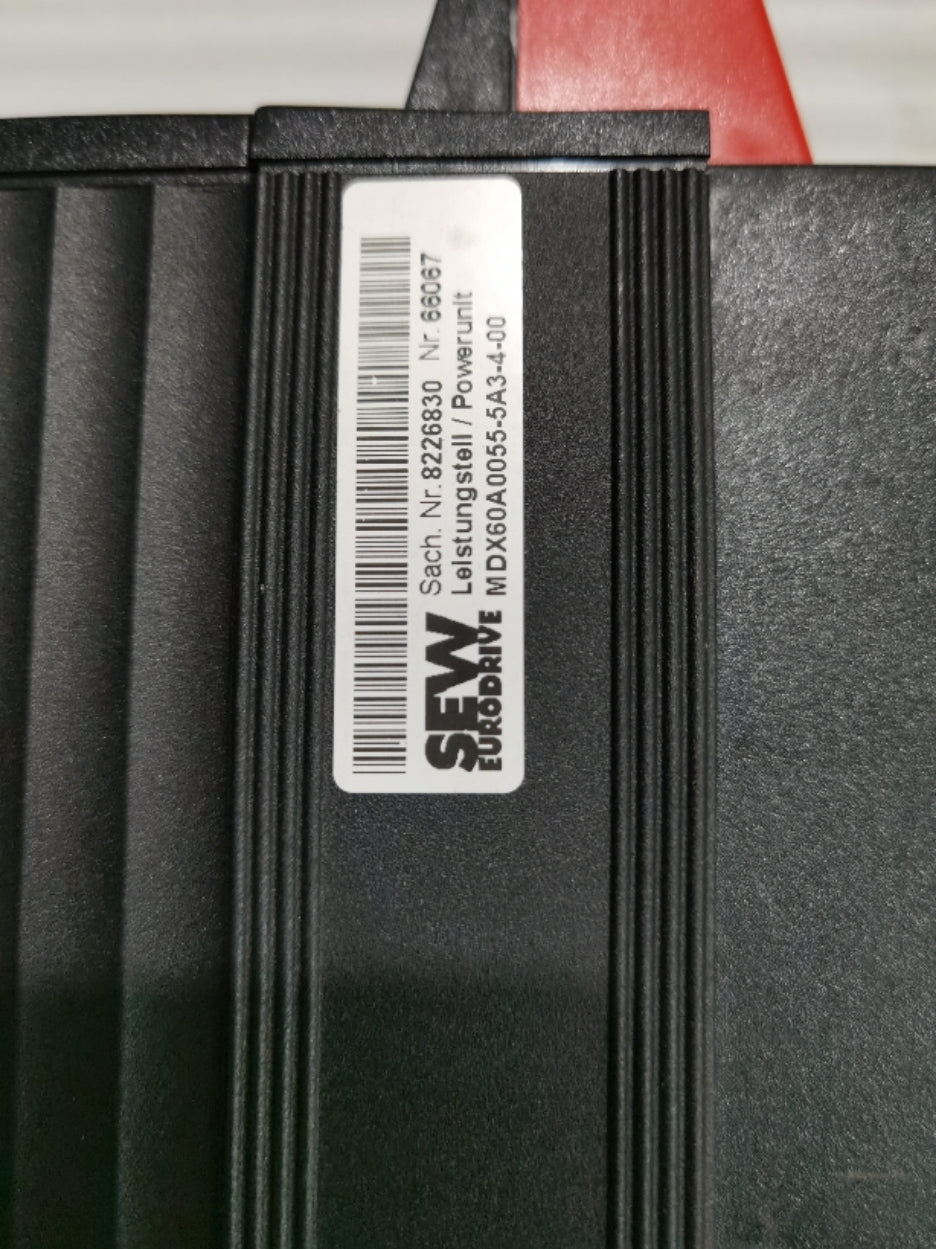 Sach. Nr. 8226830 Nr. 66067
Leistungsteil / Powerunit
MDX60A0055-5A3-4-00
SEW
EURODRIVE